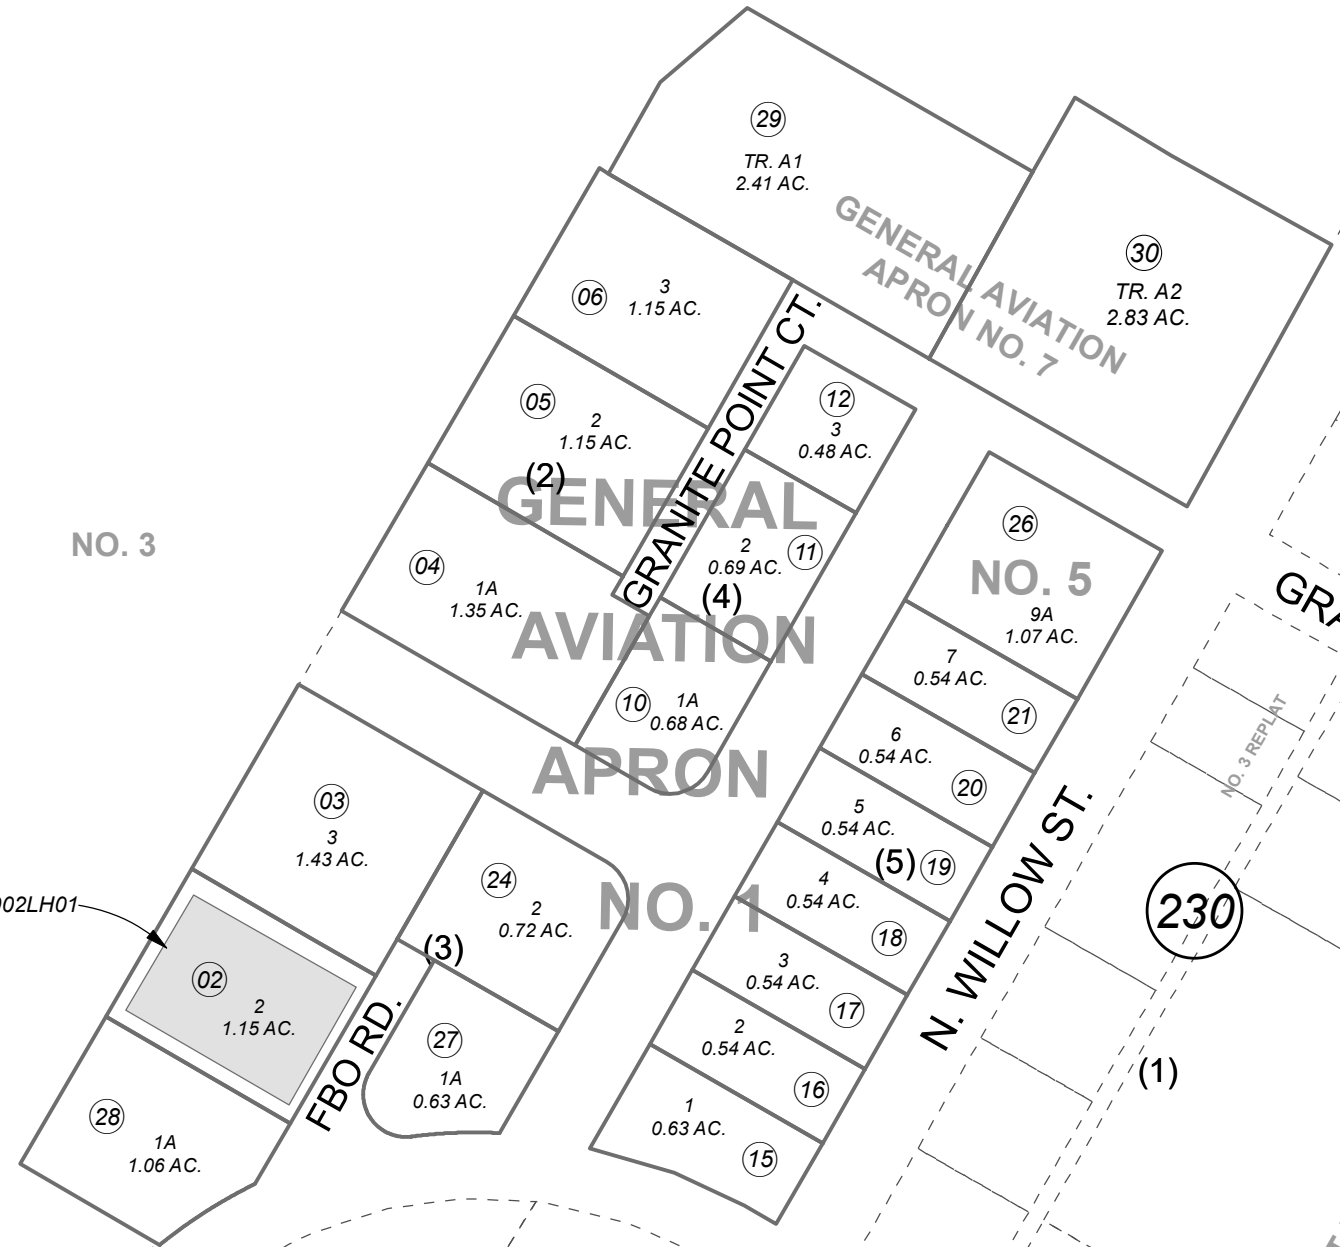 29
TR. A1
2.41 AC.
GENERAL AVIATION
APRON NO. 7
30
TR. A2
2.83 AC.
06
3
1.15 AC.
GRANITE POINT CT.
05
2
1.15 AC.
(2)
12
3
0.48 AC.
GENERAL
AVIATION
APRON
NO. 1
NO. 3
04
1A
1.35 AC.
11
2
0.69 AC.
(4)
10
1A
0.68 AC.
26
NO. 5
9A
1.07 AC.
7
0.54 AC.
21
6
0.54 AC.
20
5
0.54 AC.
(5)
19
4
0.54 AC.
18
3
0.54 AC.
17
2
0.54 AC.
16
1
0.63 AC.
15
N. WILLOW ST.
NO. 3 REPLAT
230
(1)
03
3
1.43 AC.
24
2
0.72 AC.
(3)
02LH01
02
2
1.15 AC.
FBO RD.
27
1A
0.63 AC.
28
1A
1.06 AC.